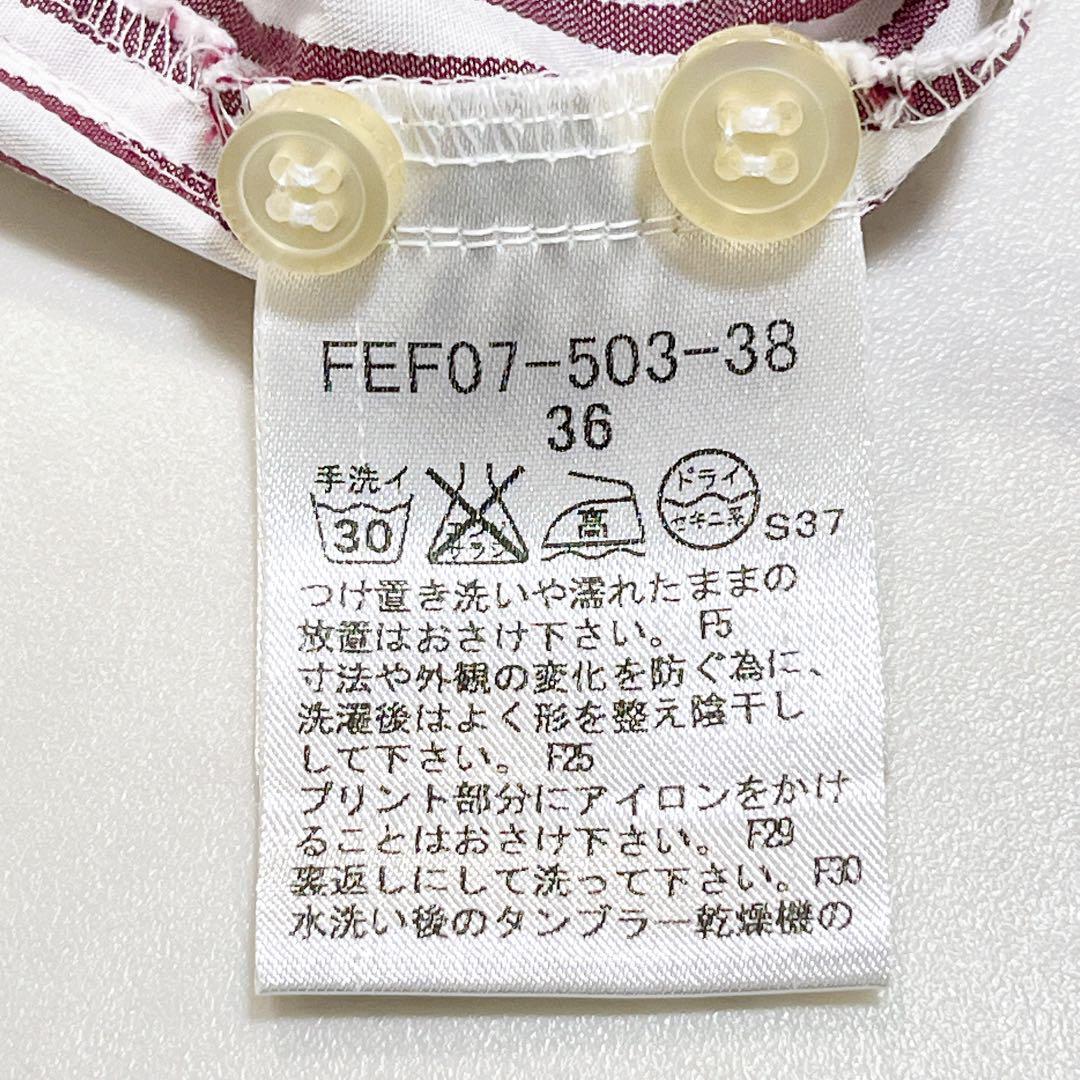 FEF07-503-38
36
手洗イ
30
エンソ
サラシ
高
ドライ
セキユ系
S37
つけ置き洗いや濡れたままの
放置はおさけ下さい。 F5
寸法や外観の変化を防ぐ為に、
洗濯後はよく形を整え陰干し
して下さい。 F25
プリント部分にアイロンをかけ
ることはおさけ下さい。 F29
裏返しにして洗って下さい。 F30
水洗い後のタンブラー乾燥機の